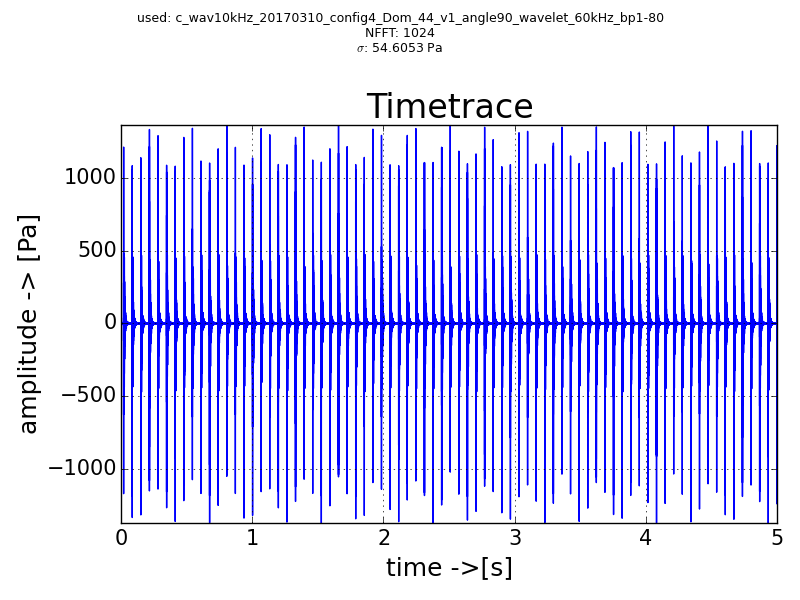 used: c_wav10kHz_20170310_config4_Dom_44_v1_angle90_wavelet_60kHz_bp1-80
NFFT: 1024
σ: 54.6053 Pa
Timetrace
amplitude -> [Pa]
1000
500
0
−500
−1000
0 1 2 3 4 5
time ->[s]